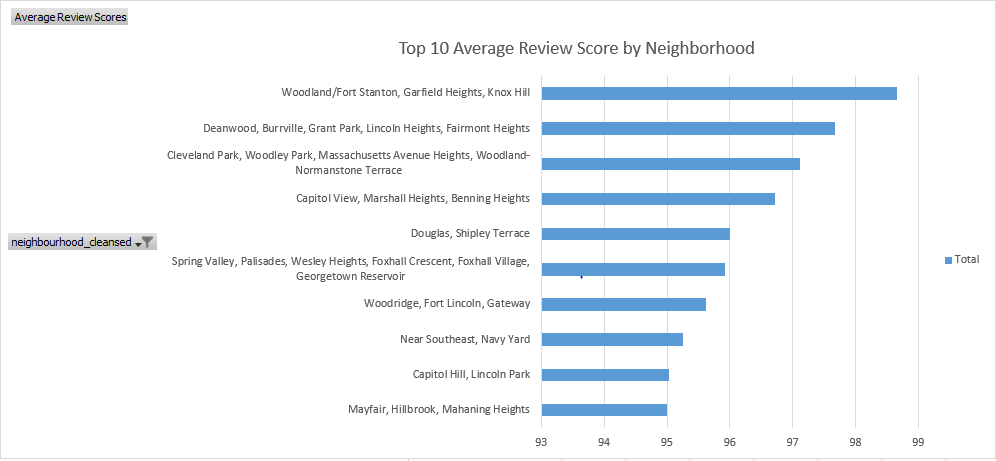 Average Review Scores
Top 10 Average Review Score by Neighborhood
Woodland/Fort Stanton, Garfield Heights, Knox Hill
Deanwood, Burrville, Grant Park, Lincoln Heights, Fairmont Heights
Cleveland Park, Woodley Park, Massachusetts Avenue Heights, Woodland-
Normanstone Terrace
Capitol View, Marshall Heights, Benning Heights
Douglas, Shipley Terrace
neighbourhood_cleansed
Spring Valley, Palisades, Wesley Heights, Foxhall Crescent, Foxhall Village,
Georgetown Reservoir
Total
Woodridge, Fort Lincoln, Gateway
Near Southeast, Navy Yard
Capitol Hill, Lincoln Park
Mayfair, Hillbrook, Mahaning Heights
93 94 95 96 97 98 99